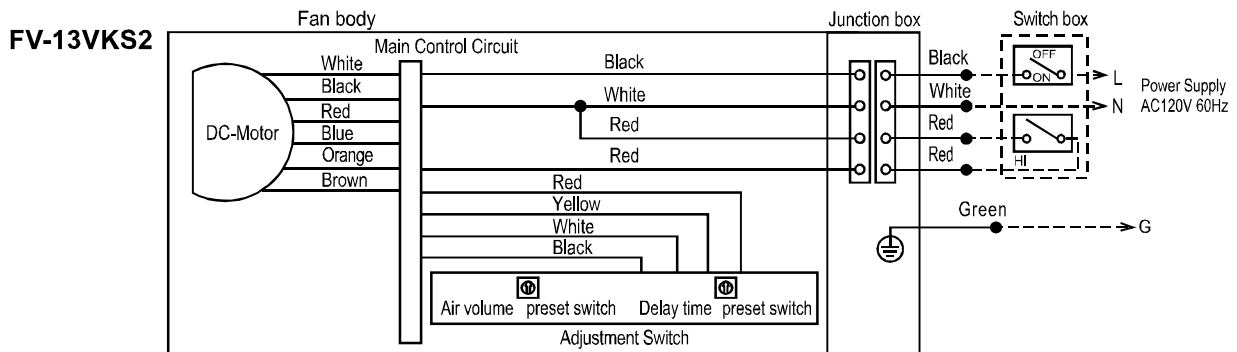 FV-13VKS2
Fan body
Junction box
Switch box
Main Control Circuit
White
Black
Red
Blue
Orange
Brown
DC-Motor
Black
White
Red
Red
Black
White
Red
Red
OFF
ON
HI
L
N
Power Supply
AC120V 60Hz
Red
Yellow
White
Black
Green
G
Air volume preset switch
Delay time preset switch
Adjustment Switch